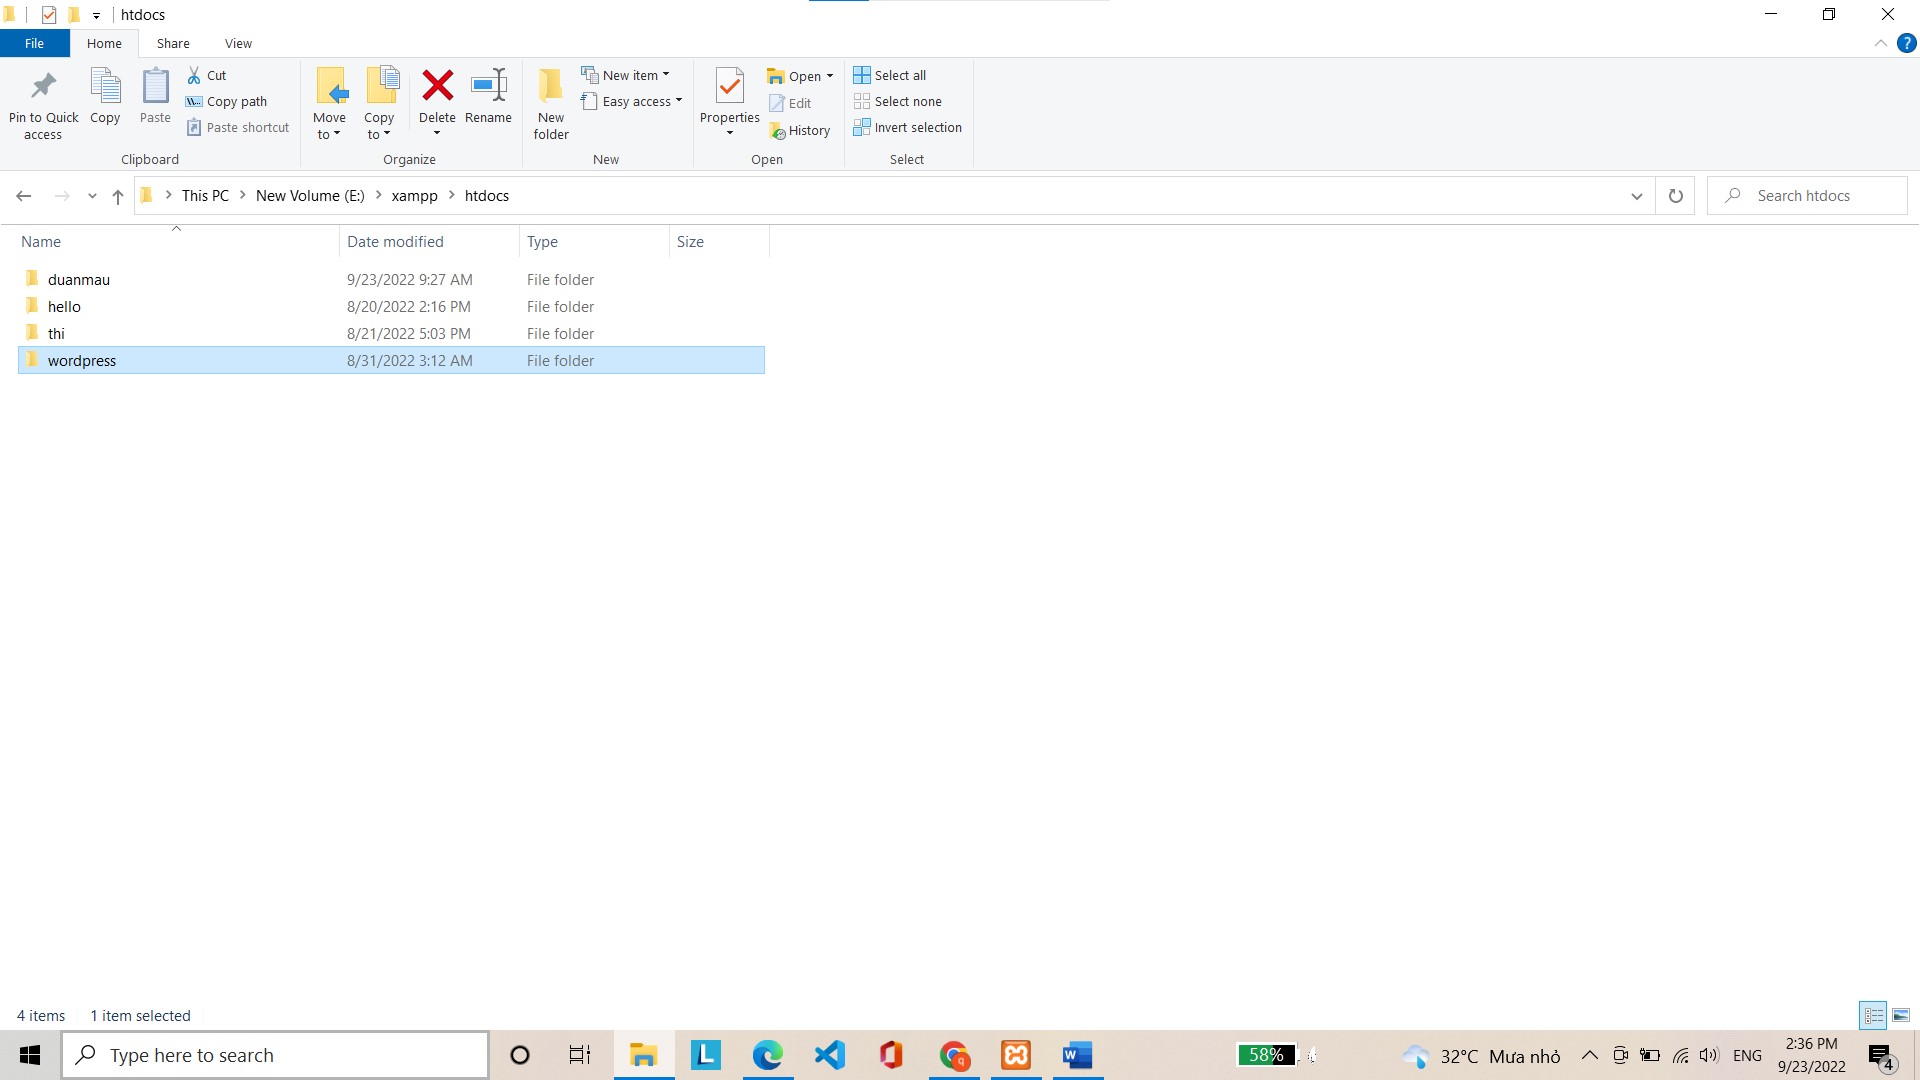 htdocs
File Home Share View
Pin to Quick access
Copy
Paste
Cut
Copy path
Paste shortcut
Clipboard
Move to
Copy to
Delete
Rename
Organize
New folder
New item
Easy access
New
Properties
Open
Edit
History
Open
Select all
Select none
Invert selection
Select
This PC > New Volume (E:) > xampp > htdocs
Search htdocs
Name Date modified Type Size
duanmau 9/23/2022 9:27 AM File folder
hello 8/20/2022 2:16 PM File folder
thi 8/21/2022 5:03 PM File folder
wordpress 8/31/2022 3:12 AM File folder
4 items 1 item selected
Type here to search
58%
32°C Mưa nhỏ
ENG
2:36 PM
9/23/2022
4